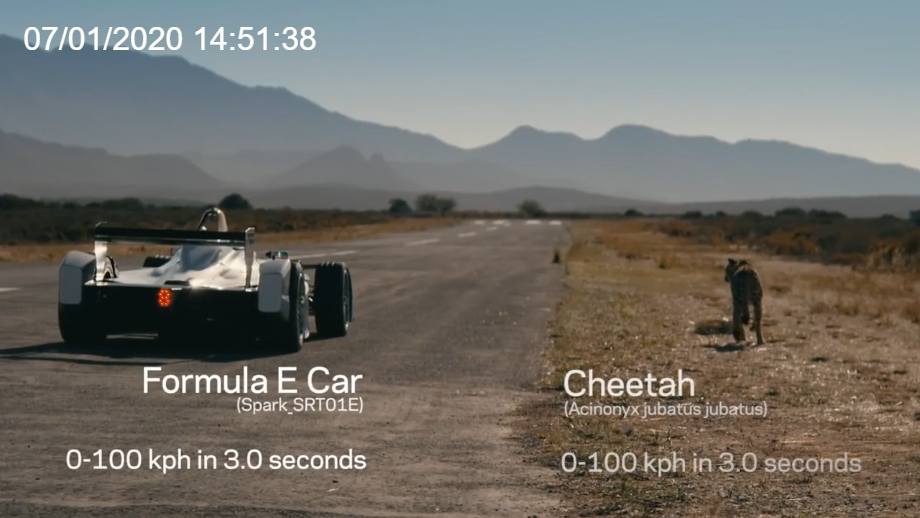 07/01/2020 14:51:38
Formula E Car
(Spark_SRT01E)
0-100 kph in 3.0 seconds
Cheetah
(Acinonyx jubatus jubatus)
0-100 kph in 3.0 seconds